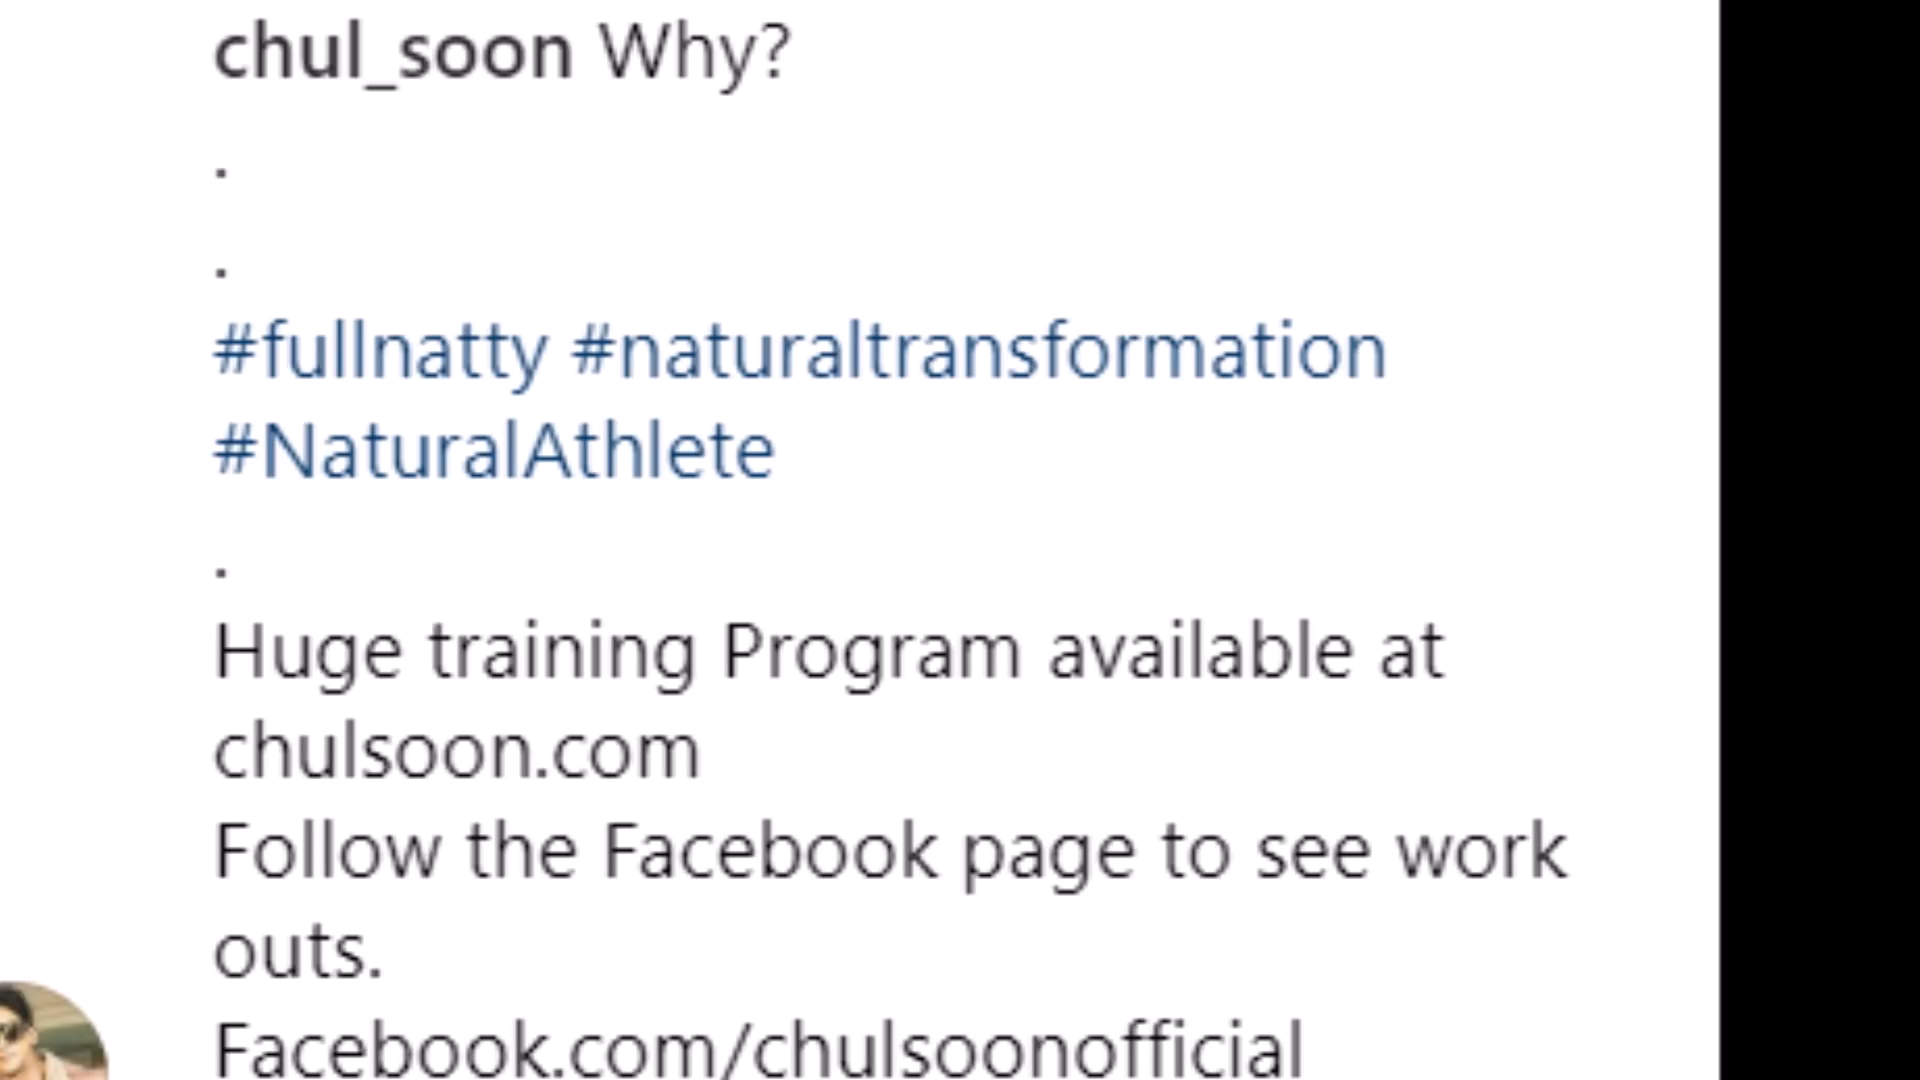 chul_soon Why?
.
.
#fullnatty #naturaltransformation
#NaturalAthlete
.
Huge training Program available at
chulsoon.com
Follow the Facebook page to see work
outs.
Facebook.com/chulsoonofficial